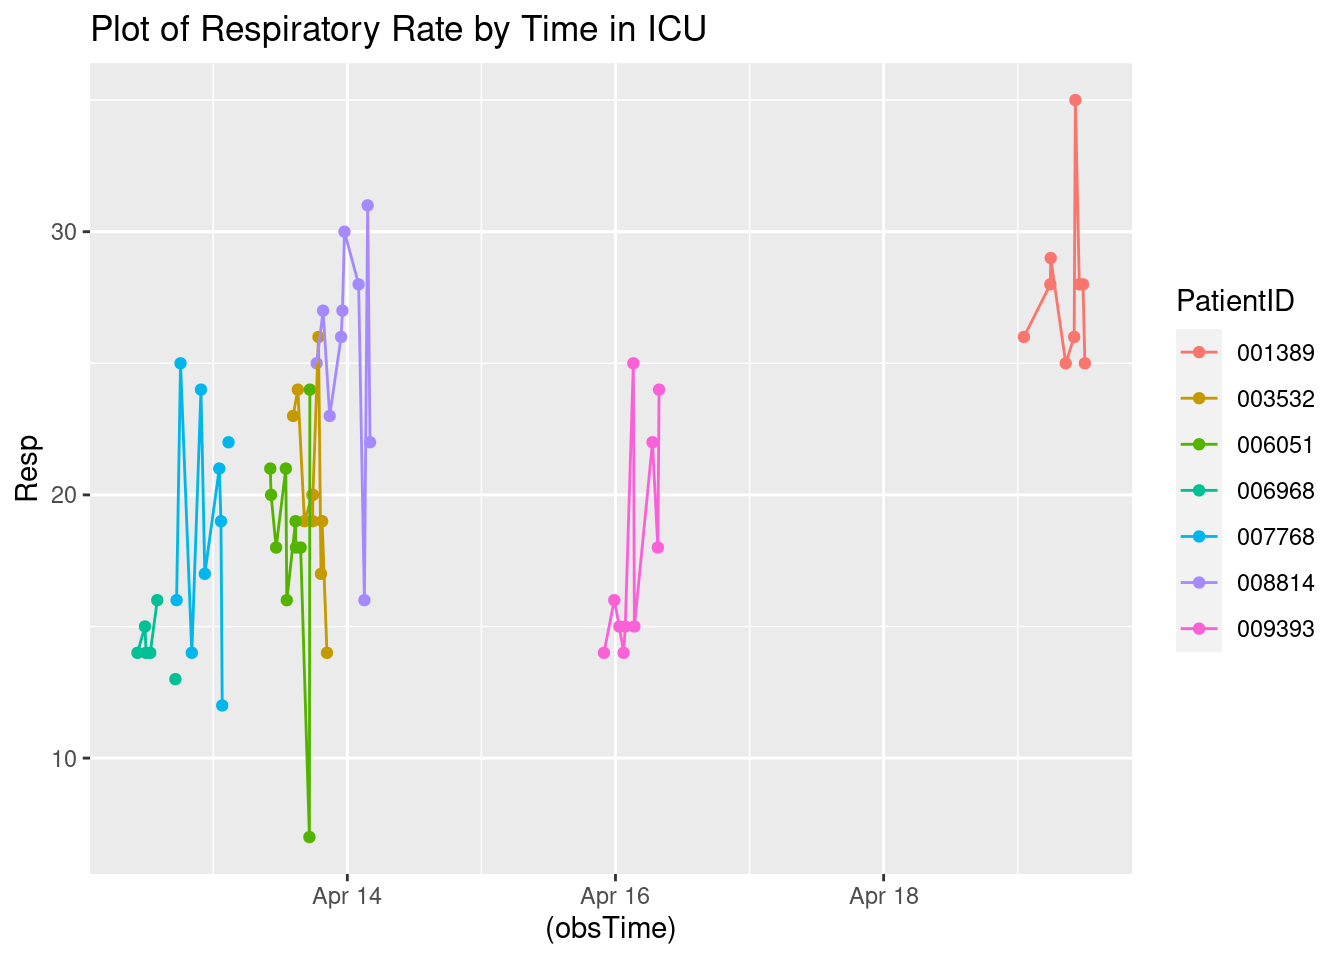 Plot of Respiratory Rate by Time in ICU
30
20
10
Resp
Apr 14
Apr 16
Apr 18
(obsTime)
PatientID
001389
003532
006051
006968
007768
008814
009393